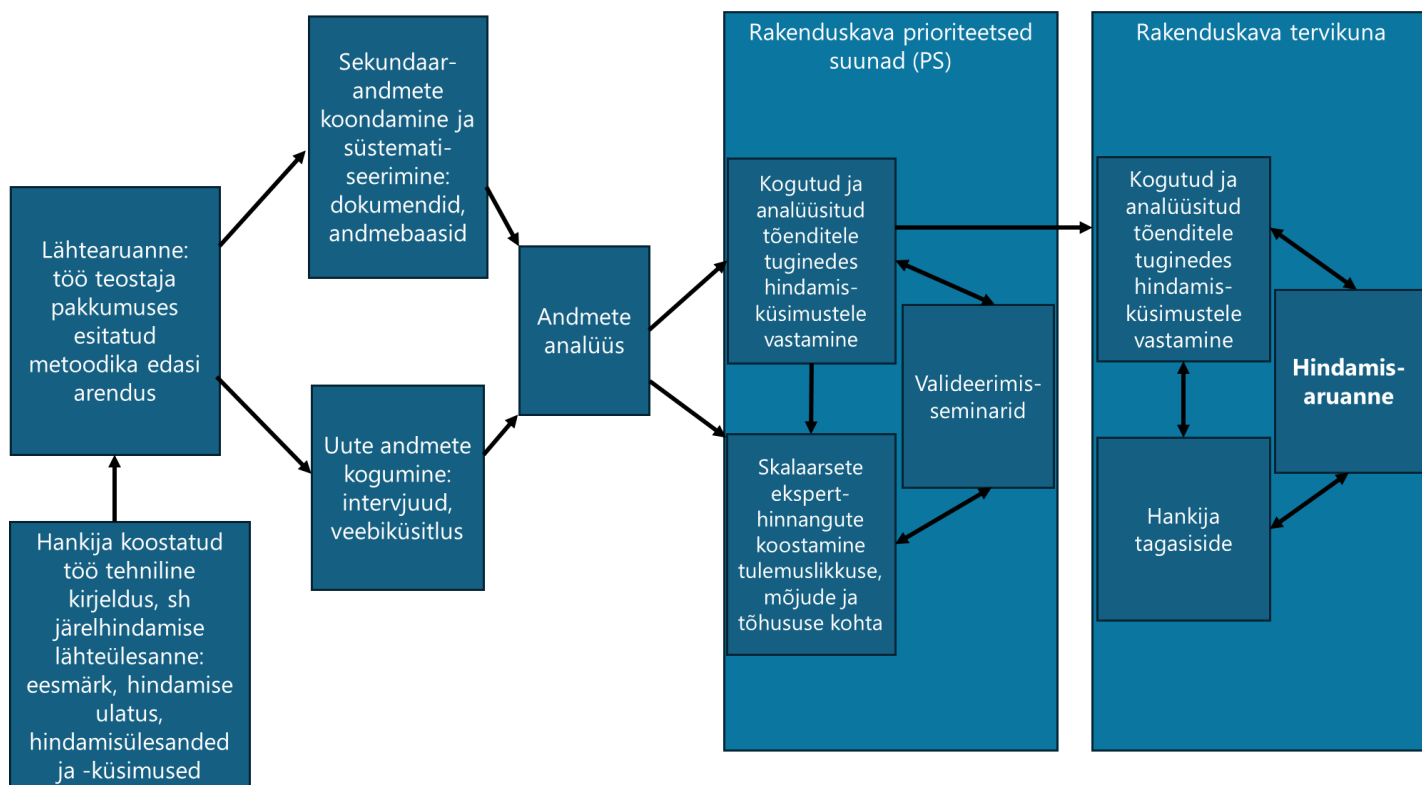 Lähtearuanne:
töö teostaja
pakkumuses
esitatud
metoodika edasi
arendus
Hankija koostatud
töö tehniline
kirjeldus, sh
järelhindamise
lähteülesanne:
eesmärk, hindamise
ulatus,
hindamisülesanded
ja -küsimused
Sekundaar-
andmete
koondamine ja
süstemati-
seerimine:
dokumendid,
andmebaasid
Uute andmete
kogumine:
intervjuud,
veebiküsitlus
Andmete
analüüs
Rakenduskava prioriteetsed
suunad (PS)
Kogutud ja
analüüsitud
tõenditele
tuginedes
hindamis-
küsimustele
vastamine
Valideerimis-
seminarid
Skalaarsete
ekspert-
hinnangute
koostamine
tulemuslikkuse,
mõjude ja
tõhususe kohta
Rakenduskava tervikuna
Kogutud ja
analüüsitud
tõenditele
tuginedes
hindamis-
küsimustele
vastamine
Hindamis-
aruanne
Hankija
tagasiside